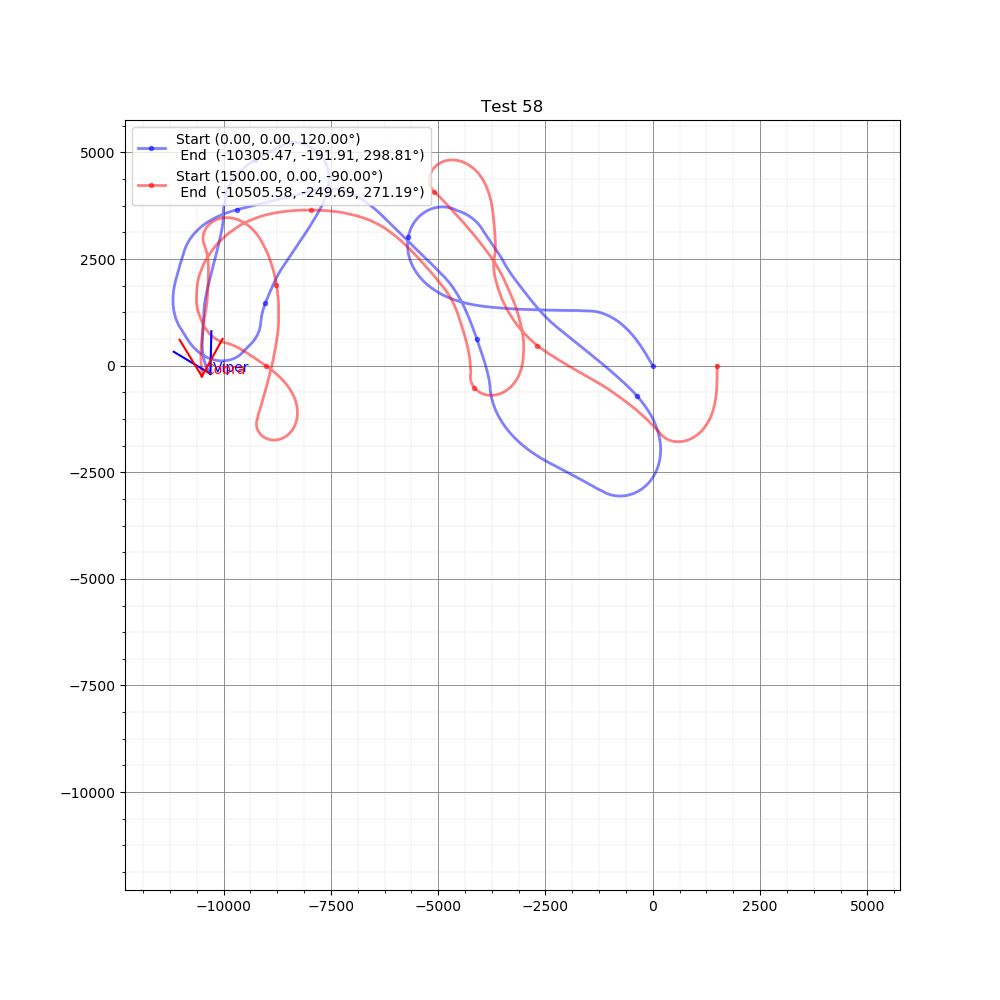 Test 58
Start (0.00, 0.00, 120.00°)
End (-10305.47, -191.91, 298.81°)
Start (1500.00, 0.00, -90.00°)
End (-10505.58, -249.69, 271.19°)
5000
2500
0
−2500
−5000
−7500
−10000
Viper
−10000 −7500 −5000 −2500 0 2500 5000